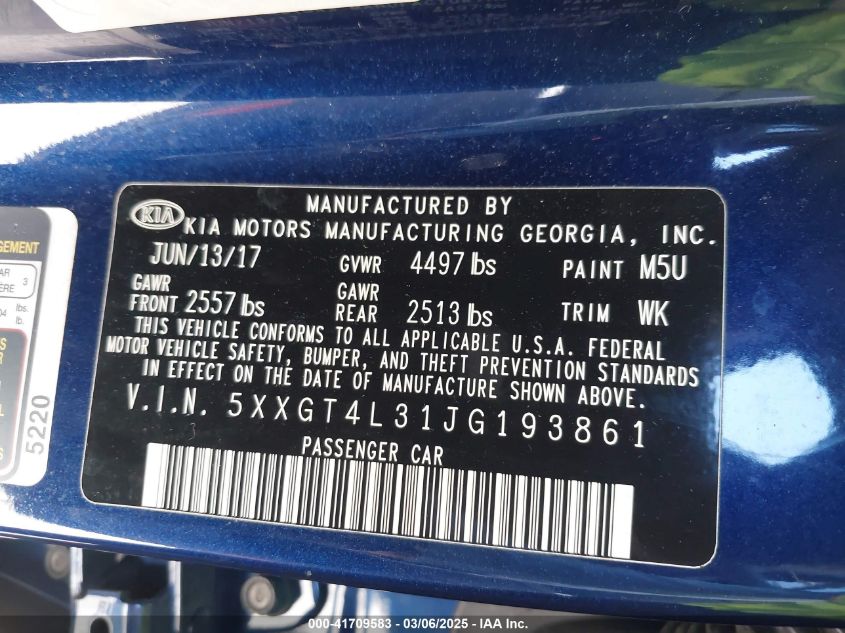 MANUFACTURED BY
KIA KIA MOTORS MANUFACTURING GEORGIA, INC.
JUN/13/17 GVWR 4497 lbs PAINT M5U
GAWR FRONT 2557 lbs GAWR REAR 2513 lbs TRIM WK
THIS VEHICLE CONFORMS TO ALL APPLICABLE U.S.A. FEDERAL
MOTOR VEHICLE SAFETY, BUMPER, AND THEFT PREVENTION STANDARDS
IN EFFECT ON THE DATE OF MANUFACTURE SHOWN ABOVE.
V.I.N. 5XXGT4L31JG193861
PASSENGER CAR
5220
000-41709583 - 03/06/2025 - IAA Inc.